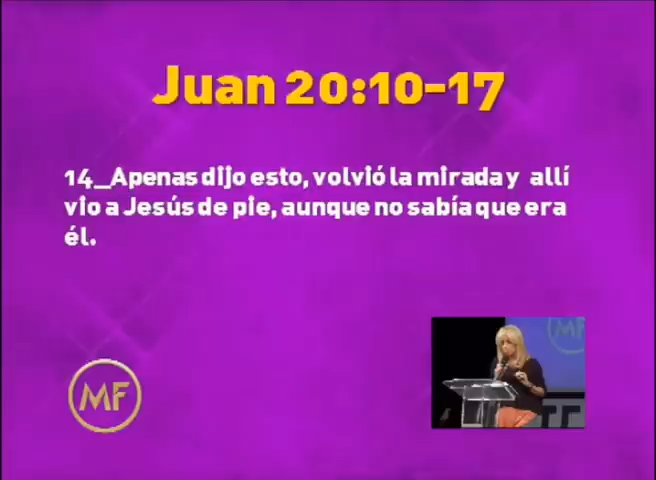 Juan 20:10-17
14_Apenas dijo esto, volvió la mirada y allí
vio a Jesús de pie, aunque no sabía que era
él.
MF
MF